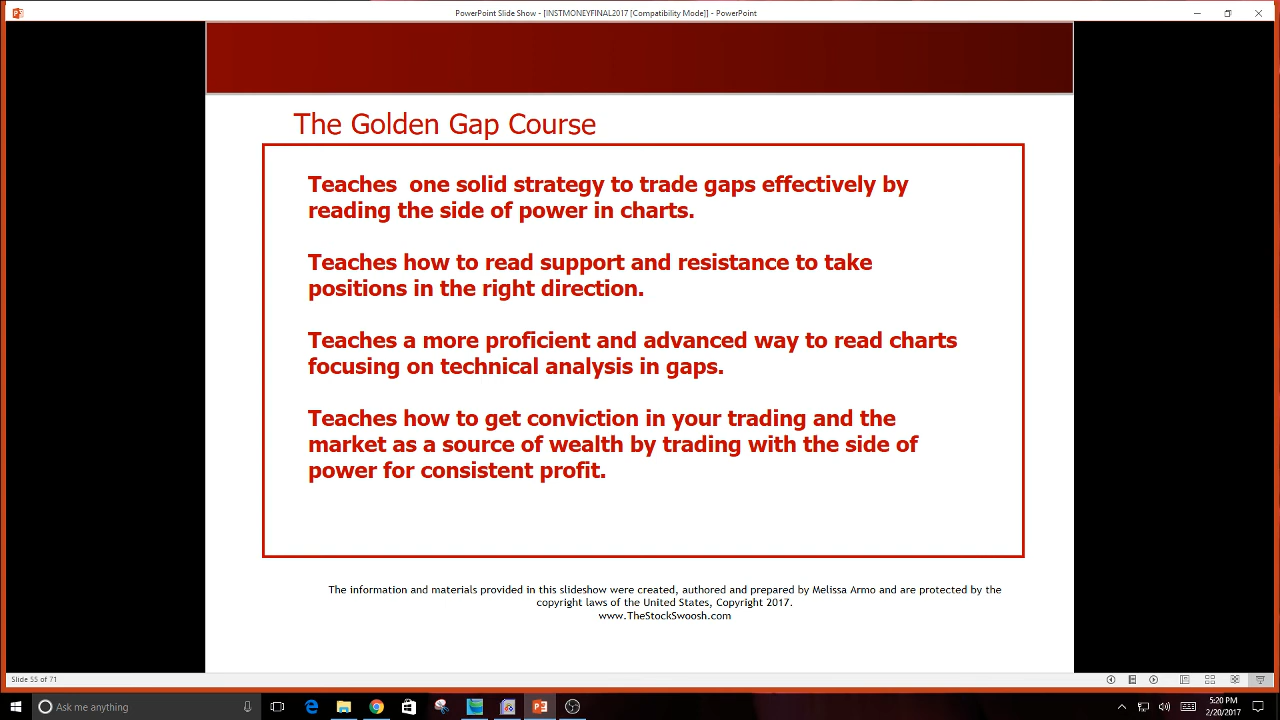 PowerPoint Slide Show - [INSTMONEYFINAL2017 [Compatibility Mode]] - PowerPoint
The Golden Gap Course
Teaches  one solid strategy to trade gaps effectively by
reading the side of power in charts.
Teaches how to read support and resistance to take
positions in the right direction.
Teaches a more proficient and advanced way to read charts
focusing on technical analysis in gaps.
Teaches how to get conviction in your trading and the
market as a source of wealth by trading with the side of
power for consistent profit.
The information and materials provided in this slideshow were created, authored and prepared by Melissa Armo and are protected by the
copyright laws of the United States, Copyright 2017.
www.TheStockSwoosh.com
Slide 55 of 71
Ask me anything
5:20 PM
2/20/2017